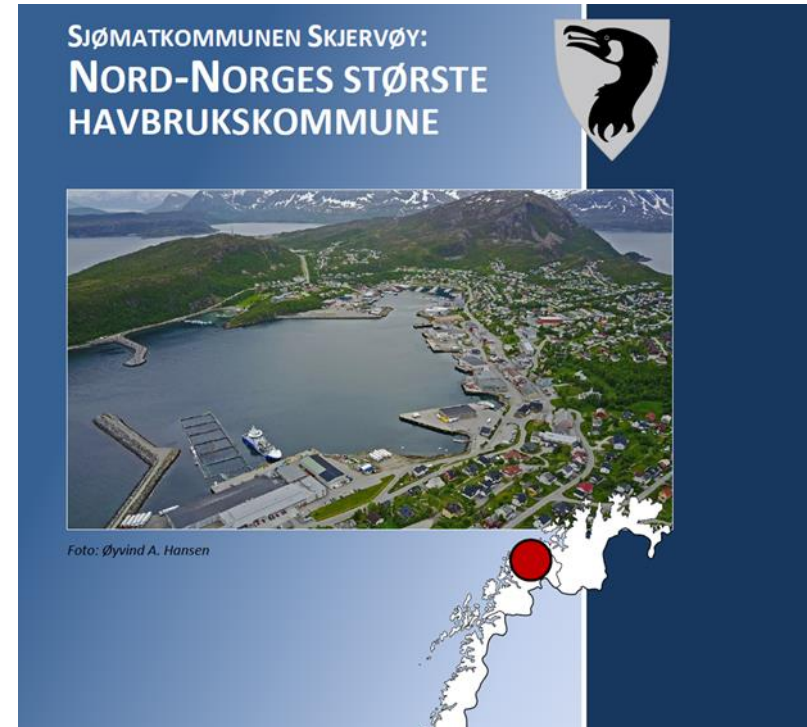 SJØMATKOMMUNEN SKJERVØY:
NORD-NORGES STØRSTE
HAVBRUKSKOMMUNE
Foto: Øyvind A. Hansen